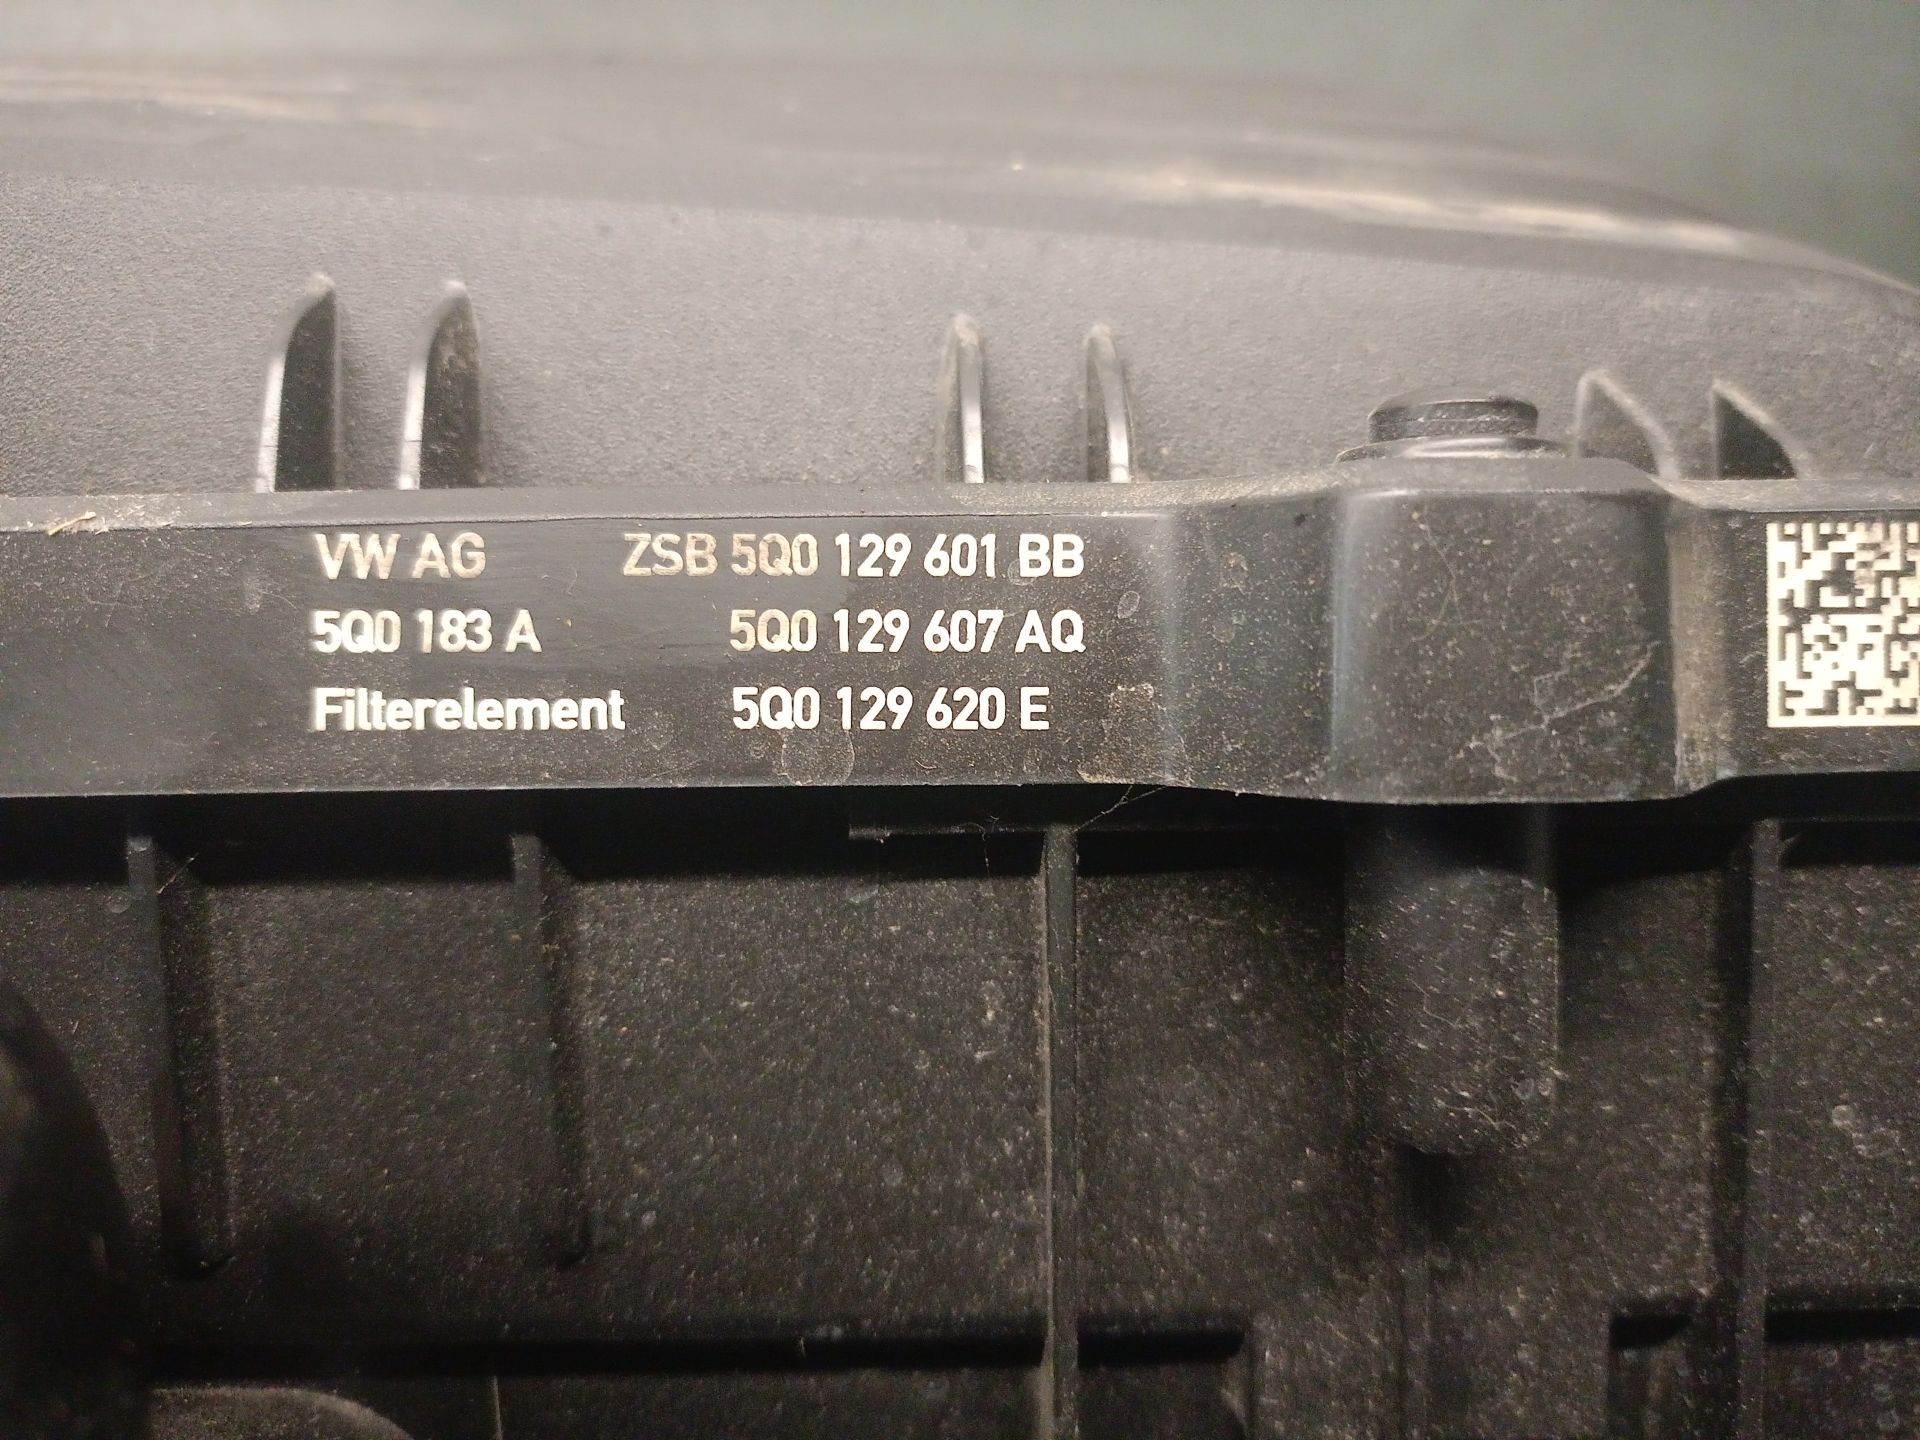 VW AG ZSB 5Q0 129 601 BB
5Q0 183 A 5Q0 129 607 AQ
Filterelement 5Q0 129 620 E